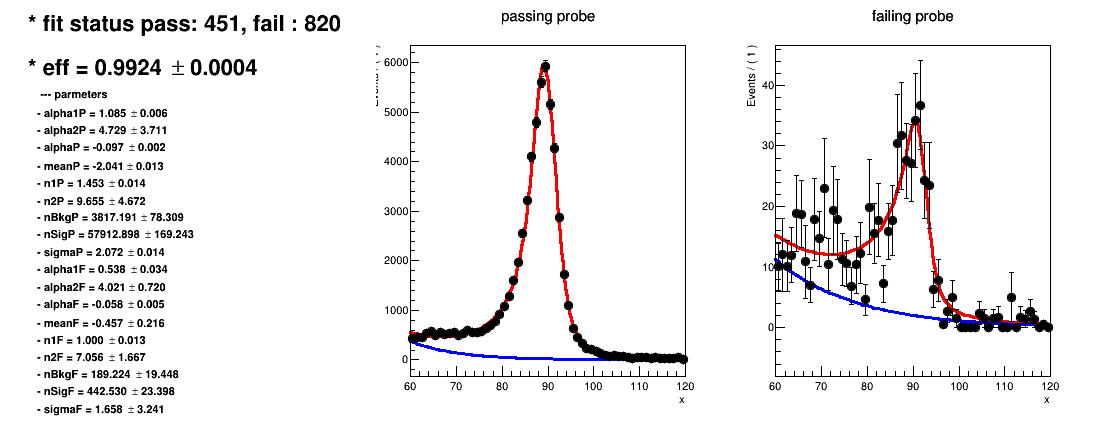 * fit status pass: 451, fail : 820
* eff = 0.9924 ± 0.0004
--- parmeters
- alpha1P = 1.085 ± 0.006
- alpha2P = 4.729 ± 3.711
- alphaP = -0.097 ± 0.002
- meanP = -2.041 ± 0.013
- n1P = 1.453 ± 0.014
- n2P = 9.655 ± 4.672
- nBkgP = 3817.191 ± 78.309
- nSigP = 57912.898 ± 169.243
- sigmaP = 2.072 ± 0.014
- alpha1F = 0.538 ± 0.034
- alpha2F = 4.021 ± 0.720
- alphaF = -0.058 ± 0.005
- meanF = -0.457 ± 0.216
- n1F = 1.000 ± 0.013
- n2F = 7.056 ± 1.667
- nBkgF = 189.224 ± 19.448
- nSigF = 442.530 ± 23.398
- sigmaF = 1.658 ± 3.241
passing probe
6000
5000
4000
3000
2000
1000
0
60 70 80 90 100 110 120
x
failing probe
Events / ( 1 )
40
30
20
10
0
60 70 80 90 100 110 120
x